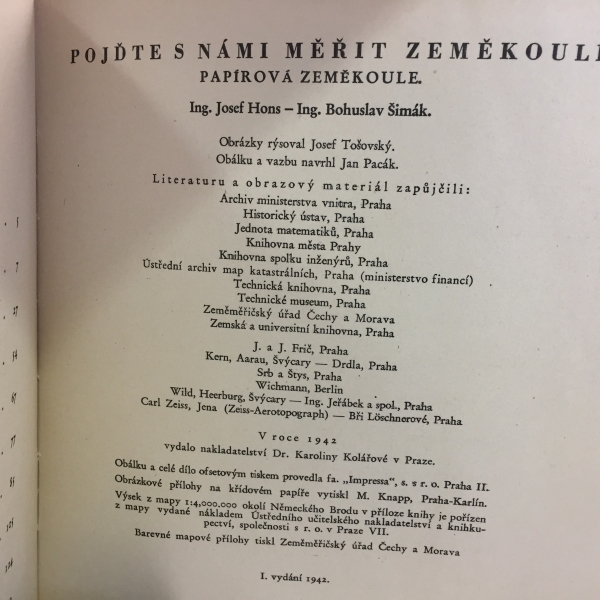 POJĎTE S NÁMI MĚŘIT ZEMĚKOULI
PAPÍROVÁ ZEMĚKOULE.
Ing. Josef Hons – Ing. Bohuslav Šimák.
Obrázky rýsoval Josef Tošovský.
Obálku a vazbu navrhl Jan Pacák.
Literaturu a obrazový materiál zapůjčili:
Archiv ministerstva vnitra, Praha
Historický ústav, Praha
Jednota matematiků, Praha
Knihovna města Prahy
Knihovna spolku inženýrů, Praha
Ústřední archiv map katastrálních, Praha (ministerstvo financí)
Technická knihovna, Praha
Technické museum, Praha
Zeměměřičský úřad Čechy a Morava
Zemská a universitní knihovna, Praha
J. a J. Frič, Praha
Kern, Aarau, Švýcary — Drdla, Praha
Srb a Štys, Praha
Wichmann, Berlin
Wild, Heerburg, Švýcary — Ing. Jeřábek a spol., Praha
Carl Zeiss, Jena (Zeiss-Aerotopograph) — Bři Löschnerové, Praha
V roce 1942
vydalo nakladatelství Dr. Karoliny Kolářové v Praze.
Obálku a celé dílo ofsetovým tiskem provedla fa. „Impressa“, s. s r. o. Praha II.
Obrázkové přílohy na křídovém papíře vytiskl M. Knapp, Praha-Karlín.
Výsek z mapy 1:4,000.000 okolí Německého Brodu v příloze knihy je pořízen
z mapy vydané nákladem Ústředního učitelského nakladatelství a knihku-
pectví, společnosti s r. o. v Praze VII.
Barevné mapové přílohy tiskl Zeměměřičský úřad Čechy a Morava
I. vydání 1942.
5
7
27
54
67
77
85